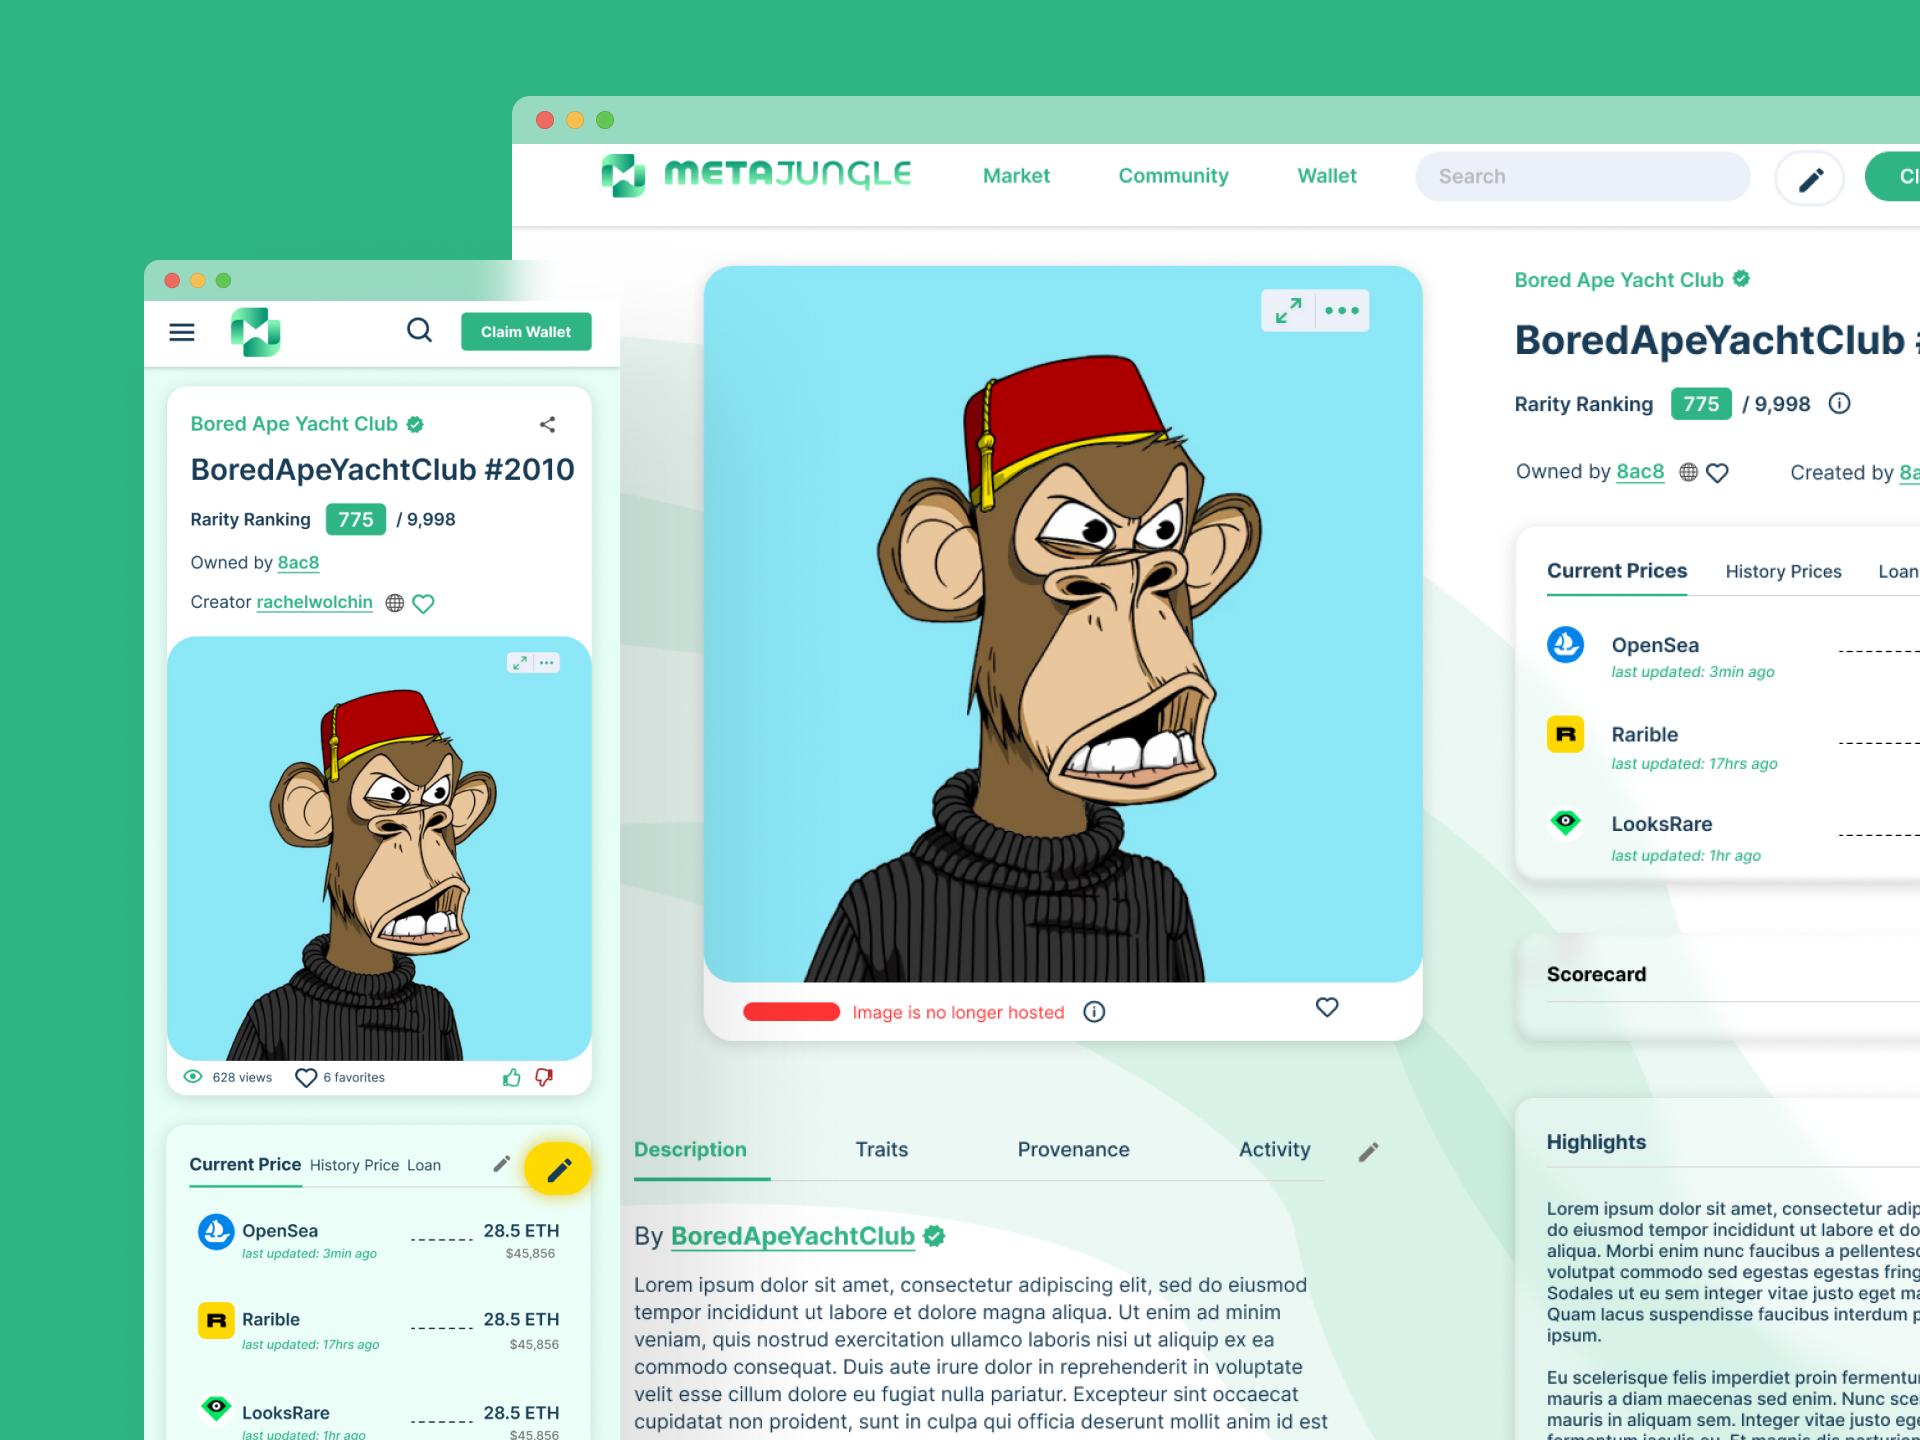 METAJUNGLE
Market
Community
Wallet
Search
Claim Wallet
Bored Ape Yacht Club
BoredApeYachtClub #2010
Rarity Ranking 775 / 9,998
Owned by 8ac8
Creator rachelwolchin
628 views
6 favorites
Current Price History Price Loan
OpenSea 28.5 ETH
last updated: 3min ago $45,856
Rarible 28.5 ETH
last updated: 17hrs ago $45,856
LooksRare 28.5 ETH
last updated: 1hr ago $45,856
Image is no longer hosted
Description Traits Provenance Activity
By BoredApeYachtClub
Lorem ipsum dolor sit amet, consectetur adipiscing elit, sed do eiusmod
tempor incididunt ut labore et dolore magna aliqua. Ut enim ad minim
veniam, quis nostrud exercitation ullamco laboris nisi ut aliquip ex ea
commodo consequat. Duis aute irure dolor in reprehenderit in voluptate
velit esse cillum dolore eu fugiat nulla pariatur. Excepteur sint occaecat
cupidatat non proident, sunt in culpa qui officia deserunt mollit anim id est
Bored Ape Yacht Club
BoredApeYachtClub
Rarity Ranking 775 / 9,998
Owned by 8ac8 Created by
Current Prices History Prices Loan
OpenSea
last updated: 3min ago
Rarible
last updated: 17hrs ago
LooksRare
last updated: 1hr ago
Scorecard
Highlights
Lorem ipsum dolor sit amet, consectetur
do eiusmod tempor incididunt ut labore et
aliqua. Morbi enim nunc faucibus a
volutpat commodo sed egestas egestas
Sodales ut eu sem integer vitae justo eget
Quam lacus suspendisse faucibus interdum
ipsum.
Eu scelerisque felis imperdiet proin
mauris a diam maecenas sed enim. Nunc
mauris in aliquam sem. Integer vitae justo